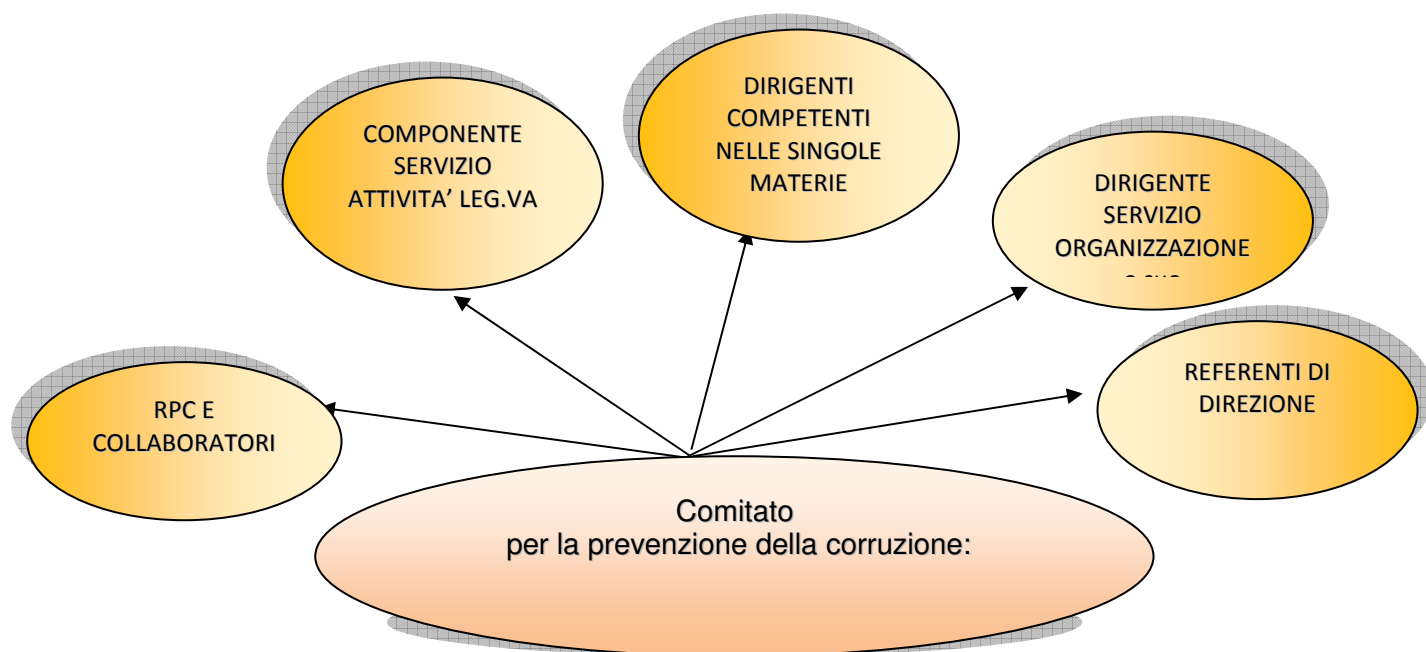 COMPONENTE
SERVIZIO
ATTIVITA’ LEG.VA
DIRIGENTI
COMPETENTI
NELLE SINGOLE
MATERIE
DIRIGENTE
SERVIZIO
ORGANIZZAZIONE
RPC E
COLLABORATORI
REFERENTI DI
DIREZIONE
Comitato
per la prevenzione della corruzione: